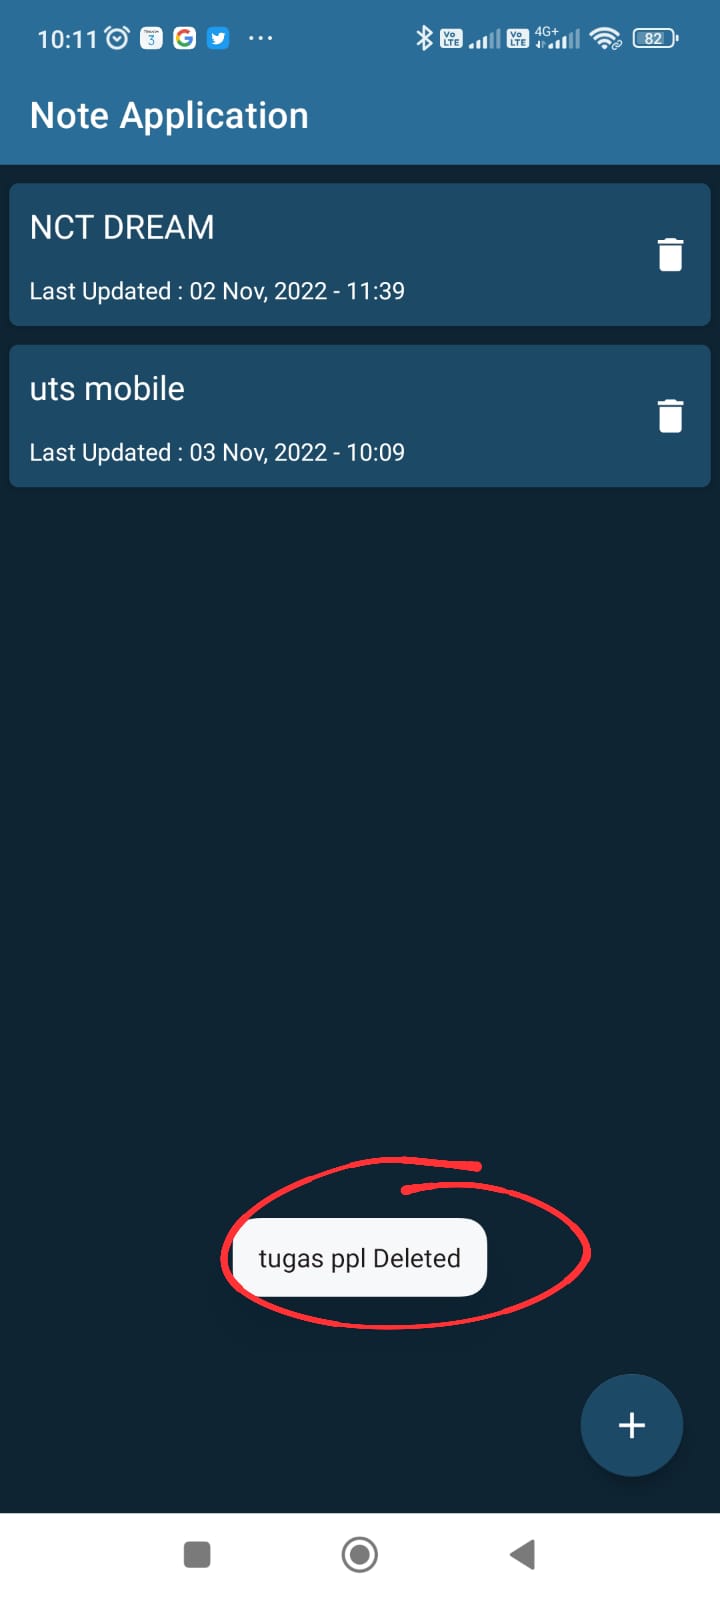 10:11 4G+ 82
Note Application
NCT DREAM
Last Updated : 02 Nov, 2022 - 11:39
uts mobile
Last Updated : 03 Nov, 2022 - 10:09
tugas ppl Deleted